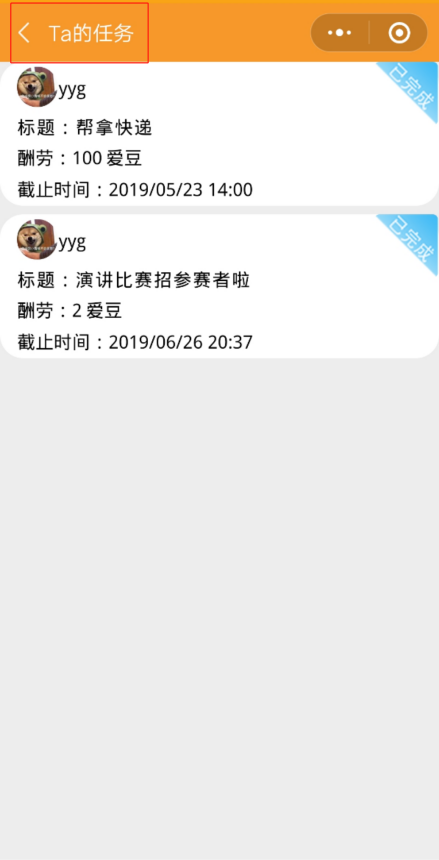 Ta的任务
yyg
已完成
标题：帮拿快递
酬劳：100 爱豆
截止时间：2019/05/23 14:00
yyg
已完成
标题：演讲比赛招参赛者啦
酬劳：2 爱豆
截止时间：2019/06/26 20:37